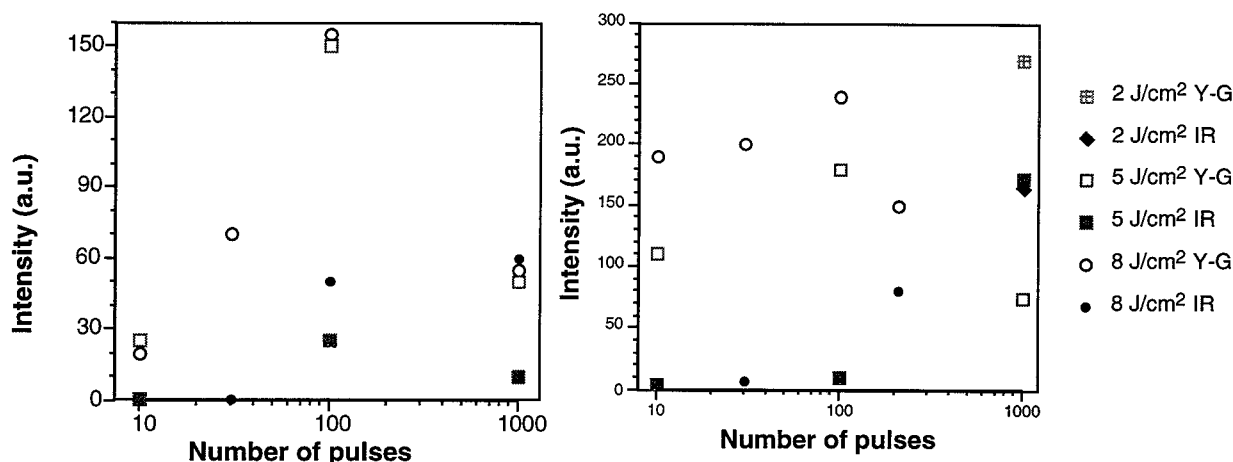 150
120
90
60
30
0
10
100
1000
Intensity (a.u.)
Number of pulses
300
250
200
150
100
50
0
10
100
1000
Intensity (a.u.)
Number of pulses
2 J/cm² Y-G
2 J/cm² IR
5 J/cm² Y-G
5 J/cm² IR
8 J/cm² Y-G
8 J/cm² IR